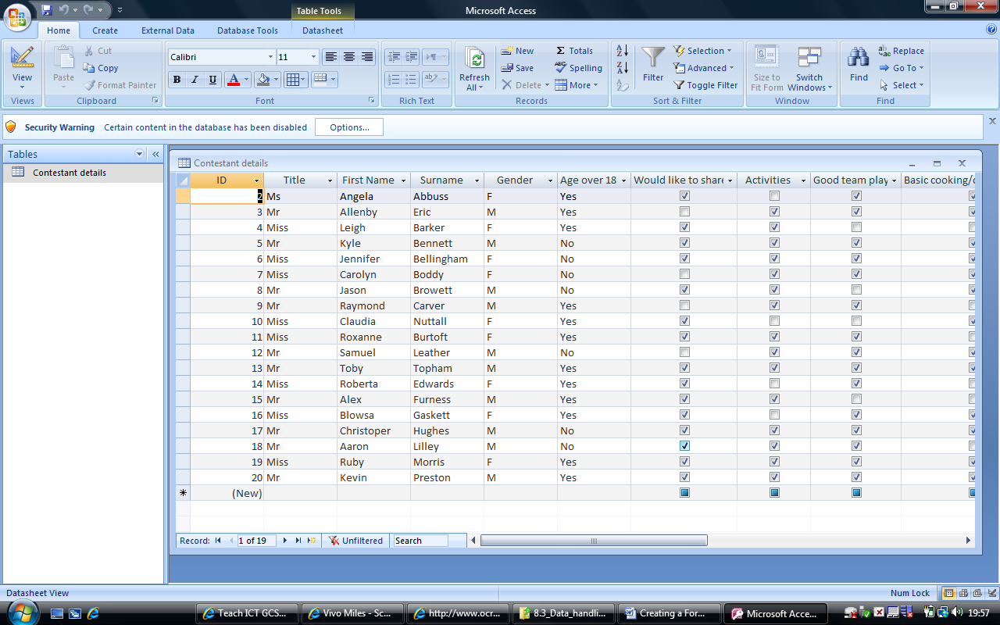 Table Tools
Microsoft Access
Home Create External Data Database Tools Datasheet
View
Paste
Cut
Copy
Format Painter
Calibri 11
B I U A
Refresh All
New
Save
Delete
Σ Totals
Spelling
More
Filter
Selection
Advanced
Toggle Filter
Size to Fit Form
Switch Windows
Find
Replace
Go To
Select
Views Clipboard Font Rich Text Records Sort & Filter Window Find
Security Warning Certain content in the database has been disabled Options...
Tables
Contestant details
Contestant details
ID Title First Name Surname Gender Age over 18 Would like to share Activities Good team play Basic cooking/
2 Ms Angela Abbuss F Yes
3 Mr Allenby Eric M Yes
4 Miss Leigh Barker F Yes
5 Mr Kyle Bennett M No
6 Miss Jennifer Bellingham F No
7 Miss Carolyn Boddy F No
8 Mr Jason Browett M No
9 Mr Raymond Carver M Yes
10 Miss Claudia Nuttall F Yes
11 Miss Roxanne Burtoft F Yes
12 Mr Samuel Leather M No
13 Mr Toby Topham M Yes
14 Miss Roberta Edwards F Yes
15 Mr Alex Furness M Yes
16 Miss Blowsa Gaskett F Yes
17 Mr Christoper Hughes M No
18 Mr Aaron Lilley M No
19 Miss Ruby Morris F Yes
20 Mr Kevin Preston M Yes
(New)
Record: 1 of 19 Unfiltered Search
Datasheet View Num Lock
Teach ICT GCS... Vivo Miles - Sc... http://www.ocr... 8.3_Data_handli... Creating a For... Microsoft Acce... 19:57